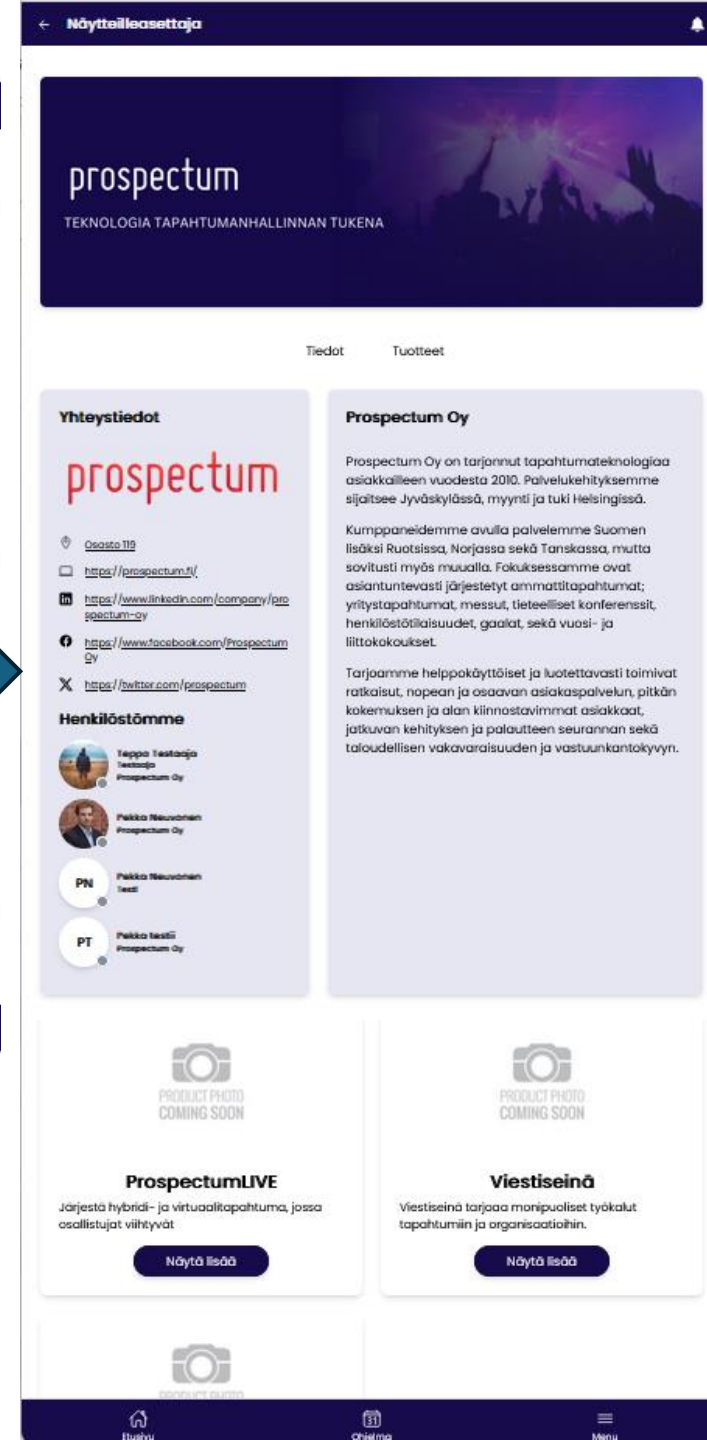 Näytteilleasettaja
prospectum
TEKNOLOGIA TAPAHTUMANHALLINNAN TUKENA
Tiedot Tuotteet
Yhteystiedot
prospectum
Osasto 119
https://prospectum.fi/
https://www.linkedin.com/company/pro
spectum-oy
https://www.facebook.com/Prospectum
Oy
https://twitter.com/prospectum
Henkilöstömme
Teppo Testaaja
Testaaja
Prospectum Oy
Pekka Neuvonen
Prospectum Oy
PN
Pekka Neuvonen
Testi
PT
Pekka testii
Prospectum Oy
Prospectum Oy
Prospectum Oy on tarjonnut tapahtumateknologiaa
asiakkailleen vuodesta 2010. Palvelukehityksemme
sijaitsee Jyväskylässä, myynti ja tuki Helsingissä.
Kumppaneidemme avulla palvelemme Suomen
lisäksi Ruotsissa, Norjassa sekä Tanskassa, mutta
sovitusti myös muualla. Fokuksessamme ovat
asiantuntevasti järjestetyt ammattitapahtumat;
yritystapahtumat, messut, tieteelliset konferenssit,
henkilöstötilaisuudet, gaalat, sekä vuosi- ja
liittokokoukset.
Tarjoamme helppokäyttöiset ja luotettavasti toimivat
ratkaisut, nopean ja osaavan asiakaspalvelun, pitkän
kokemuksen ja alan kiinnostavimmat asiakkaat,
jatkuvan kehityksen ja palautteen seurannan sekä
taloudellisen vakavaraisuuden ja vastuunkantokyvyn.
PRODUCT PHOTO
COMING SOON
ProspectumLIVE
Järjestä hybridi- ja virtuaalitapahtuma, jossa
osallistujat viihtyvät
Näytä lisää
PRODUCT PHOTO
COMING SOON
Viestiseinä
Viestiseinä tarjoaa monipuoliset työkalut
tapahtumiin ja organisaatioihin.
Näytä lisää
PRODUCT PHOTO
Etusivu
31
Ohjelma
Menu